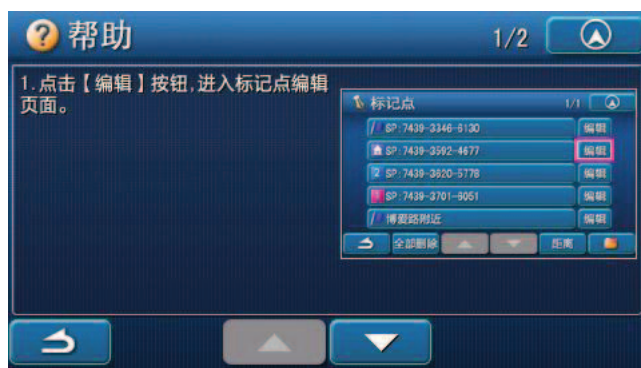 帮助
1/2
1.点击【编辑】按钮,进入标记点编辑
页面。
标记点
1/1
SP:7439-3346-6130 编辑
SP:7439-3592-4677 编辑
2 SP:7439-3820-5778 编辑
SP:7439-3701-6051 编辑
博爱路附近 编辑
全部删除 距离